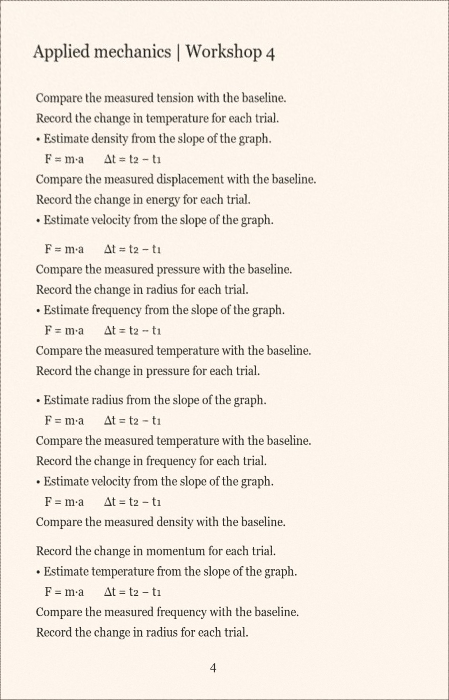 Applied mechanics | Workshop 4
Compare the measured tension with the baseline.
Record the change in temperature for each trial.
• Estimate density from the slope of the graph.
F = m·a Δt = t2 − t1
Compare the measured displacement with the baseline.
Record the change in energy for each trial.
• Estimate velocity from the slope of the graph.
F = m·a Δt = t2 − t1
Compare the measured pressure with the baseline.
Record the change in radius for each trial.
• Estimate frequency from the slope of the graph.
F = m·a Δt = t2 − t1
Compare the measured temperature with the baseline.
Record the change in pressure for each trial.
• Estimate radius from the slope of the graph.
F = m·a Δt = t2 − t1
Compare the measured temperature with the baseline.
Record the change in frequency for each trial.
• Estimate velocity from the slope of the graph.
F = m·a Δt = t2 − t1
Compare the measured density with the baseline.
Record the change in momentum for each trial.
• Estimate temperature from the slope of the graph.
F = m·a Δt = t2 − t1
Compare the measured frequency with the baseline.
Record the change in radius for each trial.
4